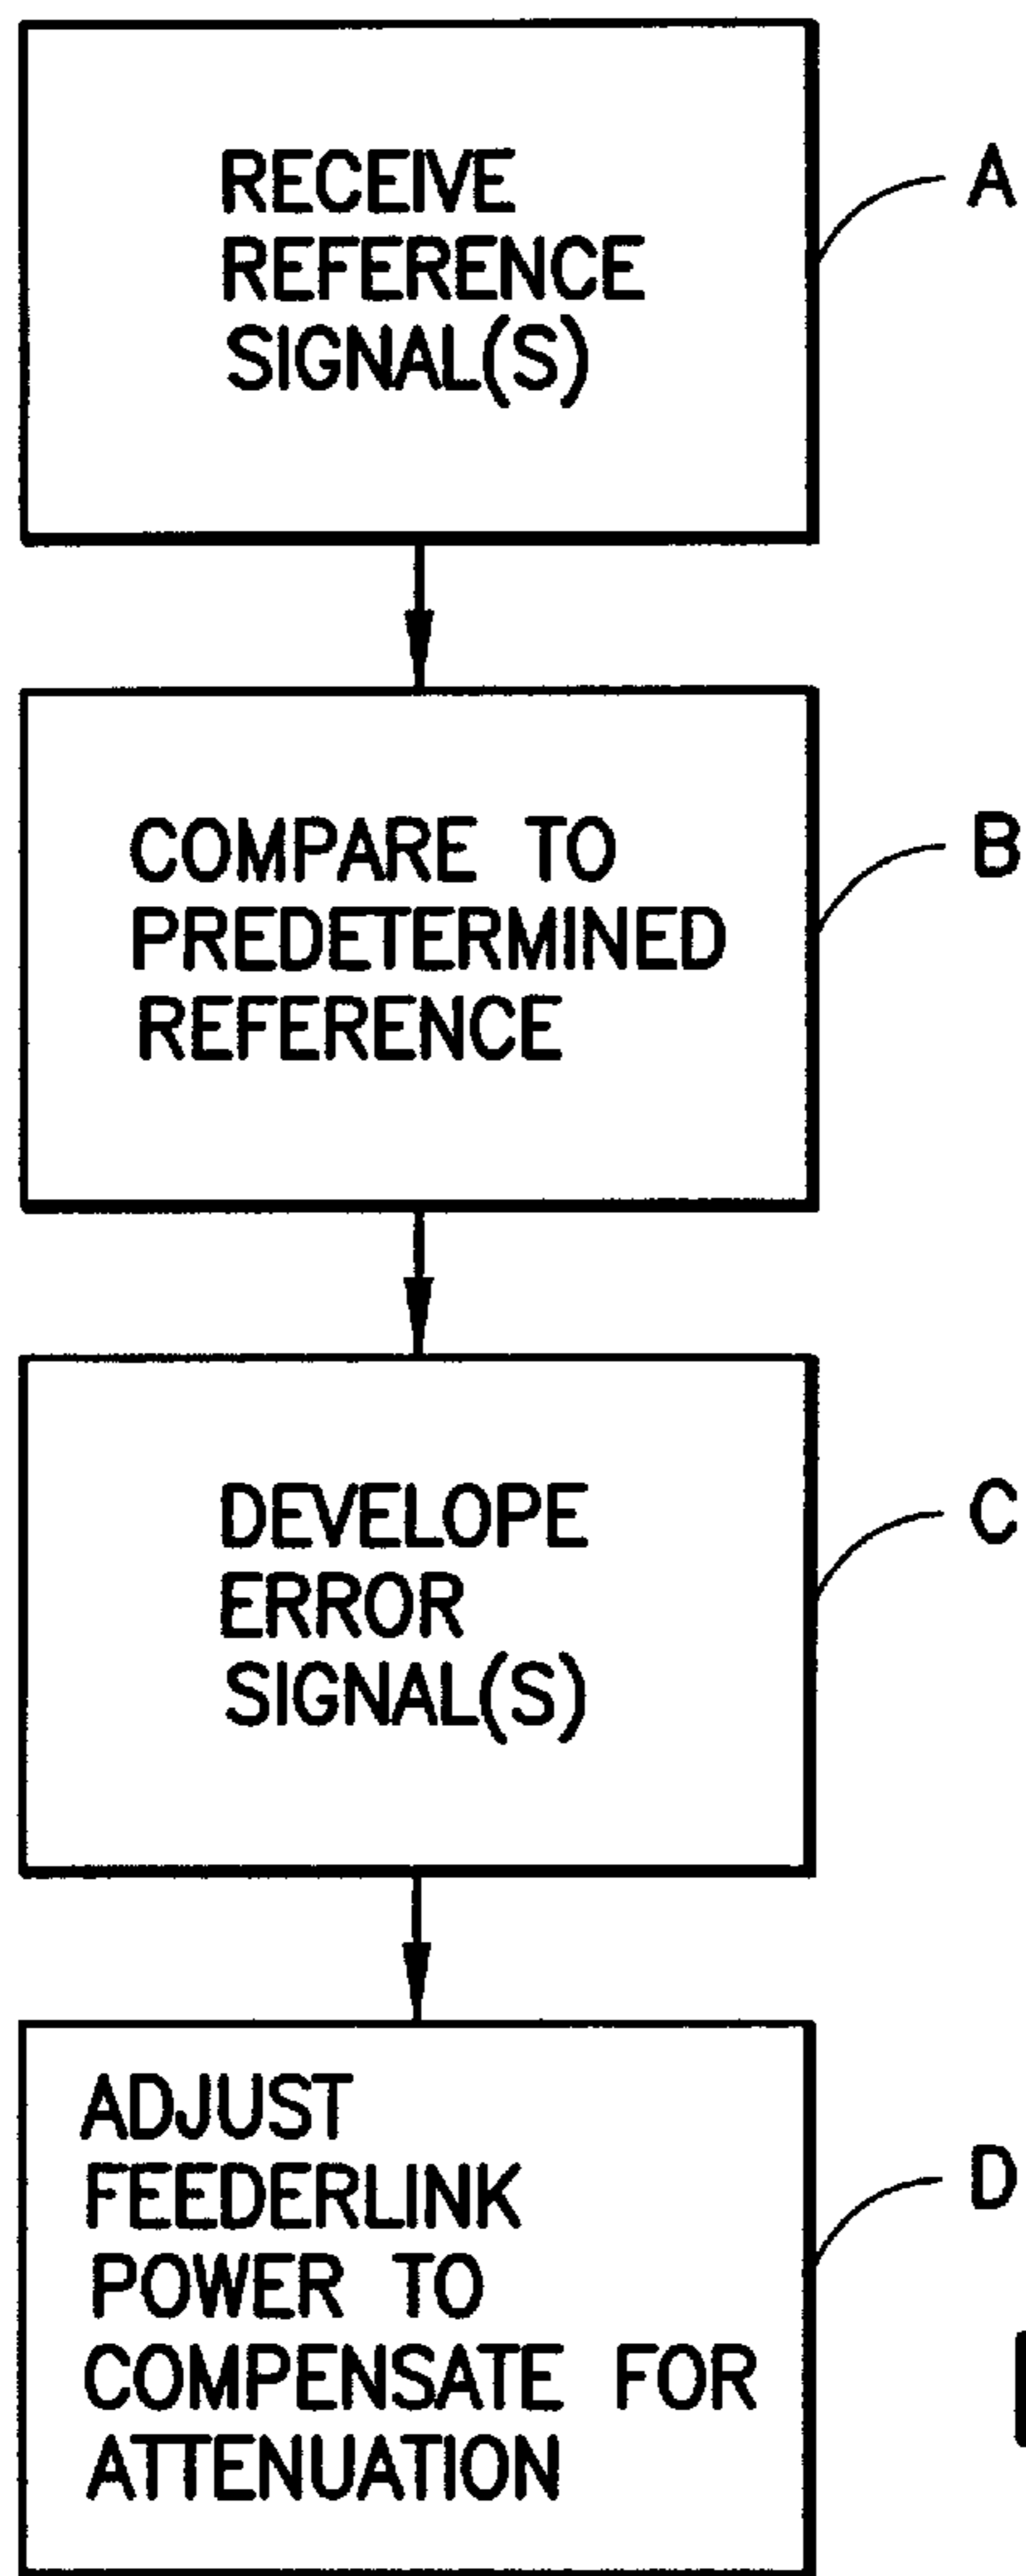 RECEIVE
REFERENCE
SIGNAL(S)
A
COMPARE TO
PREDETERMINED
REFERENCE
B
DEVELOPE
ERROR
SIGNAL(S)
C
ADJUST
FEEDERLINK
POWER TO
COMPENSATE FOR
ATTENUATION
D